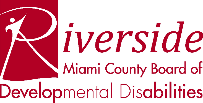 Riverside
Miami County Board of
Developmental Disabilities